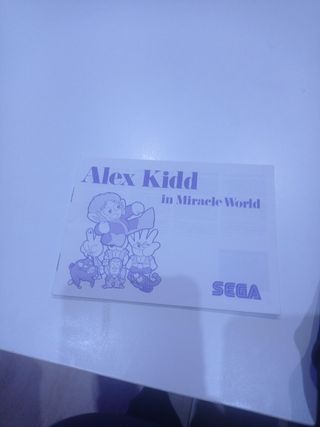 Alex Kidd
in Miracle World
SEGA